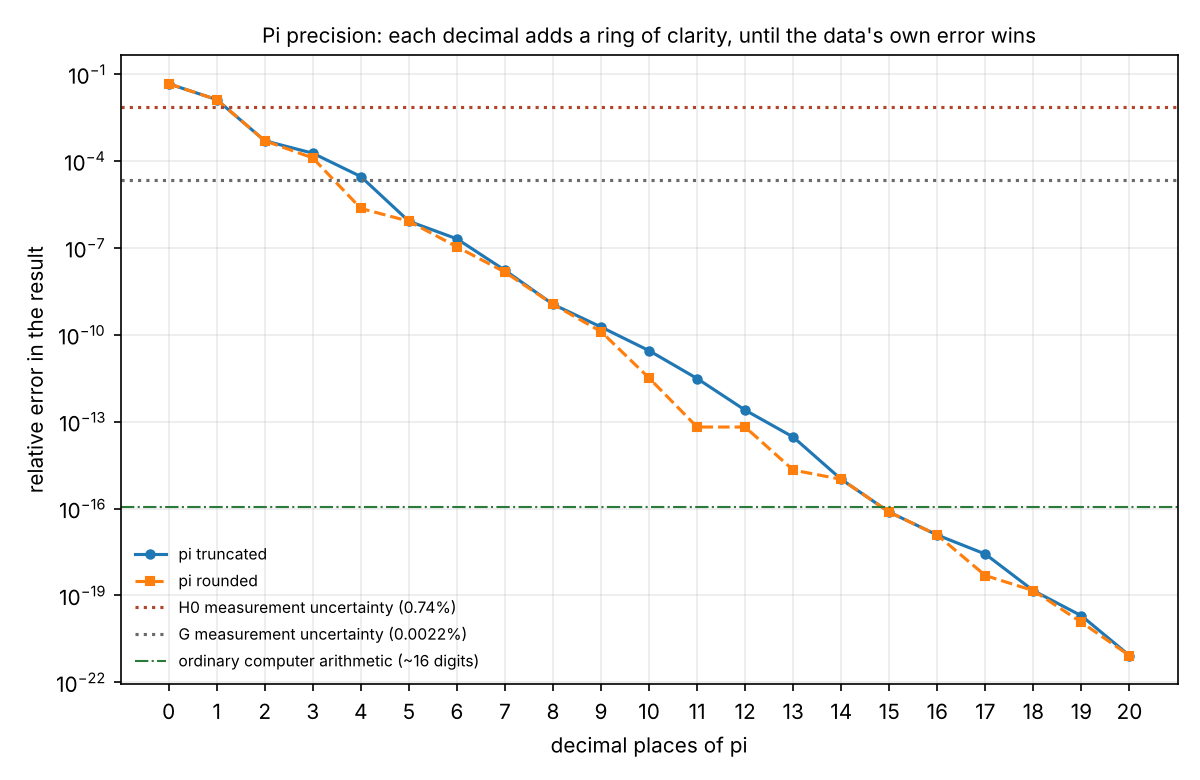 Pi precision: each decimal adds a ring of clarity, until the data's own error wins
10⁻¹
10⁻⁴
10⁻⁷
10⁻¹⁰
10⁻¹³
10⁻¹⁶
10⁻¹⁹
10⁻²²
relative error in the result
pi truncated
pi rounded
H0 measurement uncertainty (0.74%)
G measurement uncertainty (0.0022%)
ordinary computer arithmetic (~16 digits)
0 1 2 3 4 5 6 7 8 9 10 11 12 13 14 15 16 17 18 19 20
decimal places of pi